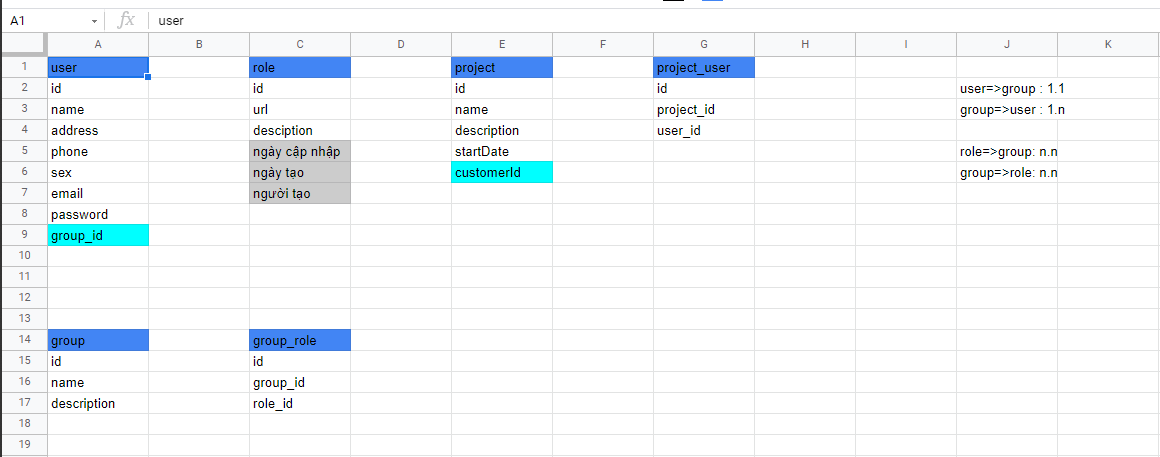 A1 fx user
A B C D E F G H I J K
1 user role project project_user
2 id id id id user=>group : 1.1
3 name url name project_id group=>user : 1.n
4 address desciption description user_id
5 phone ngày cập nhập startDate role=>group: n.n
6 sex ngày tạo customerId group=>role: n.n
7 email người tạo
8 password
9 group_id
10
11
12
13
14 group group_role
15 id id
16 name group_id
17 description role_id
18
19